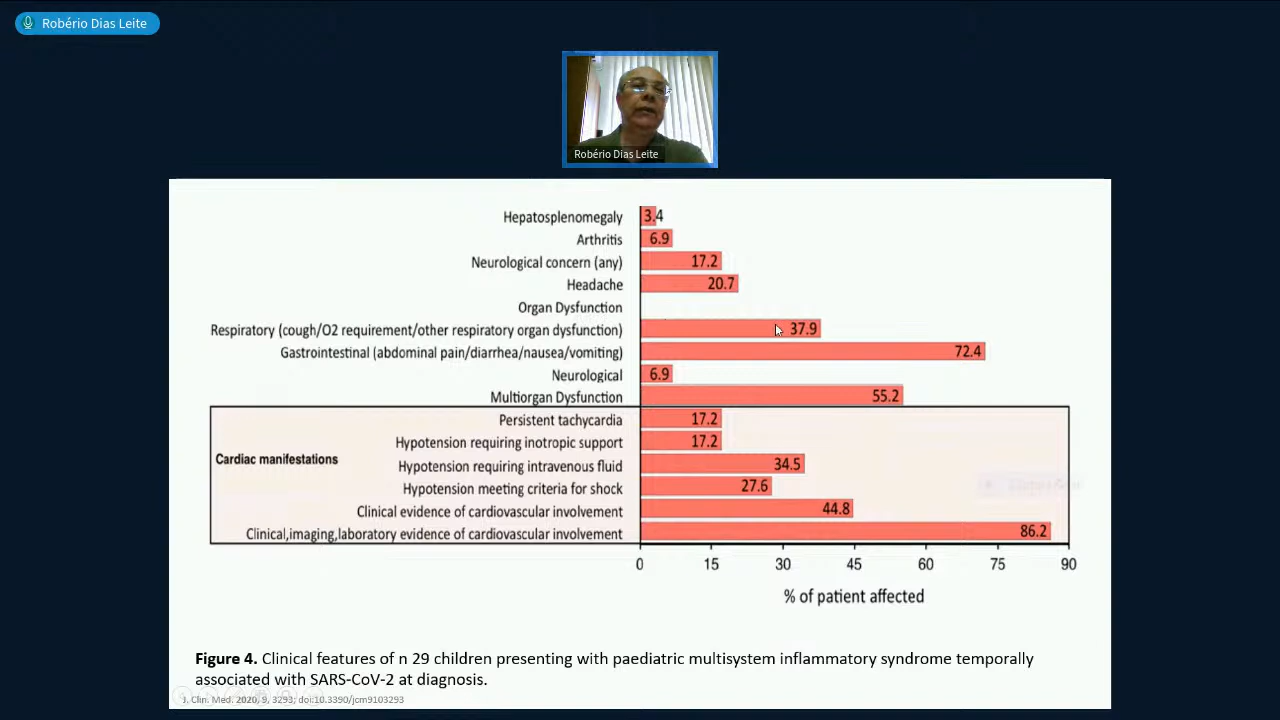 Robério Dias Leite
Robério Dias Leite
Hepatosplenomegaly 3.4
Arthritis 6.9
Neurological concern (any) 17.2
Headache 20.7
Organ Dysfunction
Respiratory (cough/O2 requirement/other respiratory organ dysfunction) 37.9
Gastrointestinal (abdominal pain/diarrhea/nausea/vomiting) 72.4
Neurological 6.9
Multiorgan Dysfunction 55.2
Persistent tachycardia 17.2
Hypotension requiring inotropic support 17.2
Cardiac manifestations
Hypotension requiring intravenous fluid 34.5
Hypotension meeting criteria for shock 27.6
Clinical evidence of cardiovascular involvement 44.8
Clinical,imaging,laboratory evidence of cardiovascular involvement 86.2
0 15 30 45 60 75 90
% of patient affected
Figure 4. Clinical features of n 29 children presenting with paediatric multisystem inflammatory syndrome temporally
associated with SARS-CoV-2 at diagnosis.
J. Clin. Med. 2020, 9, 3293; doi:10.3390/jcm9103293